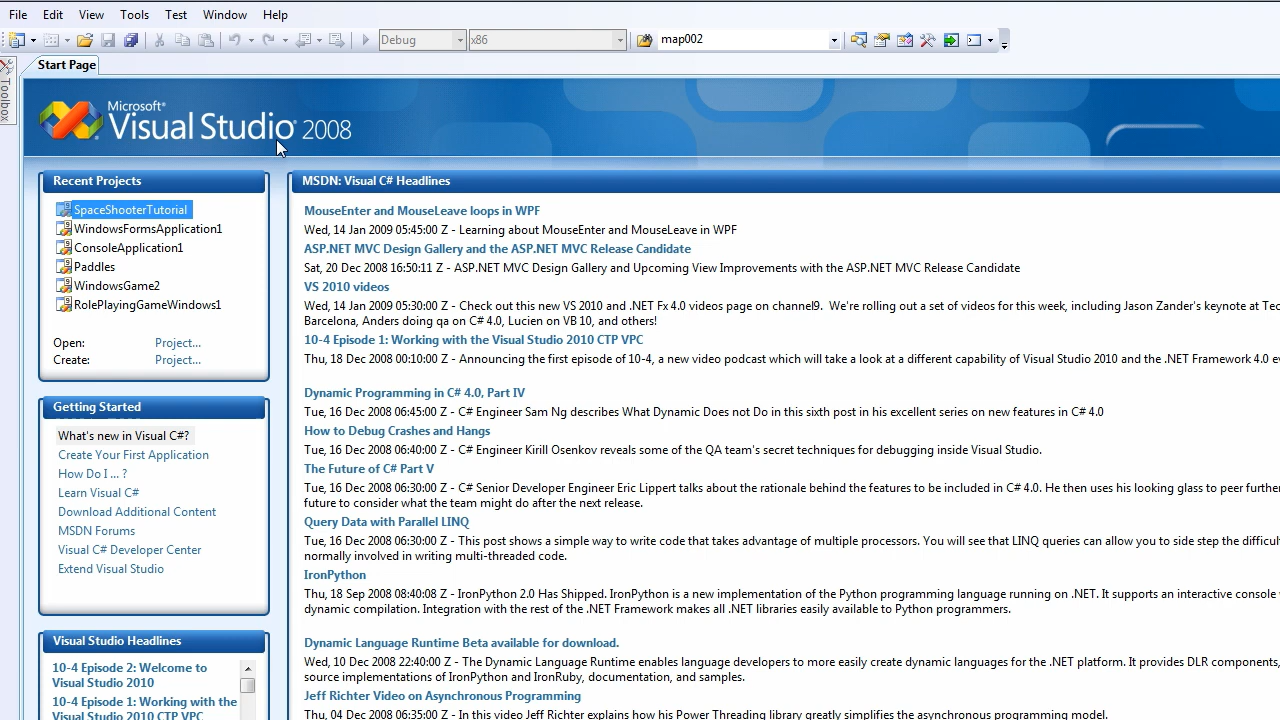 File Edit View Tools Test Window Help
Debug x86 map002
Start Page
Toolbox
Microsoft®
Visual Studio® 2008
Recent Projects
SpaceShooterTutorial
WindowsFormsApplication1
ConsoleApplication1
Paddles
WindowsGame2
RolePlayingGameWindows1
Open: Project...
Create: Project...
Getting Started
What's new in Visual C#?
Create Your First Application
How Do I ... ?
Learn Visual C#
Download Additional Content
MSDN Forums
Visual C# Developer Center
Extend Visual Studio
Visual Studio Headlines
10-4 Episode 2: Welcome to
Visual Studio 2010
10-4 Episode 1: Working with the
Visual Studio 2010 CTP VPC
MSDN: Visual C# Headlines
MouseEnter and MouseLeave loops in WPF
Wed, 14 Jan 2009 05:45:00 Z - Learning about MouseEnter and MouseLeave in WPF
ASP.NET MVC Design Gallery and the ASP.NET MVC Release Candidate
Sat, 20 Dec 2008 16:50:11 Z - ASP.NET MVC Design Gallery and Upcoming View Improvements with the ASP.NET MVC Release Candidate
VS 2010 videos
Wed, 14 Jan 2009 05:30:00 Z - Check out this new VS 2010 and .NET Fx 4.0 videos page on channel9.  We're rolling out a set of videos for this week, including Jason Zander's keynote at
Barcelona, Anders doing qa on C# 4.0, Lucien on VB 10, and others!
10-4 Episode 1: Working with the Visual Studio 2010 CTP VPC
Thu, 18 Dec 2008 00:10:00 Z - Announcing the first episode of 10-4, a new video podcast which will take a look at a different capability of Visual Studio 2010 and the .NET Framework 4.0
Dynamic Programming in C# 4.0, Part IV
Tue, 16 Dec 2008 06:45:00 Z - C# Engineer Sam Ng describes What Dynamic Does not Do in this sixth post in his excellent series on new features in C# 4.0
How to Debug Crashes and Hangs
Tue, 16 Dec 2008 06:40:00 Z - C# Engineer Kirill Osenkov reveals some of the QA team's secret techniques for debugging inside Visual Studio.
The Future of C# Part V
Tue, 16 Dec 2008 06:30:00 Z - C# Senior Developer Engineer Eric Lippert talks about the rationale behind the features to be included in C# 4.0. He then uses his looking glass to peer
future to consider what the team might do after the next release.
Query Data with Parallel LINQ
Tue, 16 Dec 2008 06:30:00 Z - This post shows a simple way to write code that takes advantage of multiple processors. You will see that LINQ queries can allow you to side step the
normally involved in writing multi-threaded code.
IronPython
Thu, 18 Sep 2008 08:40:08 Z - IronPython 2.0 Has Shipped. IronPython is a new implementation of the Python programming language running on .NET. It supports an interactive console
dynamic compilation. Integration with the rest of the .NET Framework makes all .NET libraries easily available to Python programmers.
Dynamic Language Runtime Beta available for download.
Wed, 10 Dec 2008 22:40:00 Z - The Dynamic Language Runtime enables language developers to more easily create dynamic languages for the .NET platform. It provides DLR components,
source implementations of IronPython and IronRuby, documentation, and samples.
Jeff Richter Video on Asynchronous Programming
Thu, 04 Dec 2008 06:35:00 Z - In this video Jeff Richter explains how his Power Threading library greatly simplifies the asynchronous programming model.